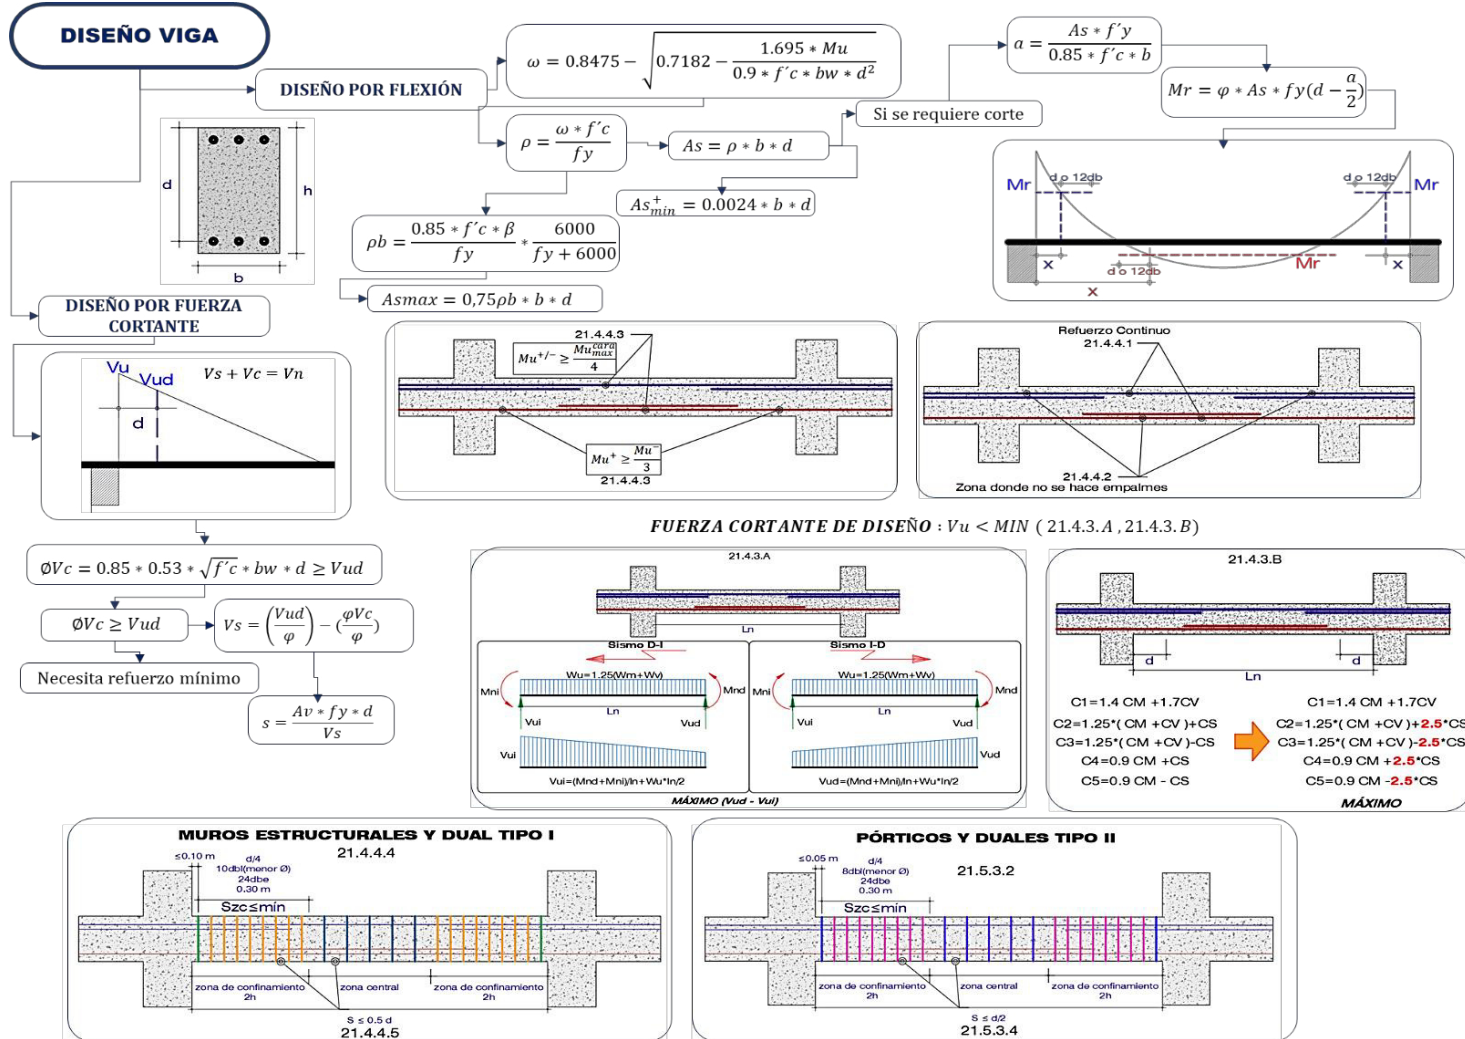 DISEÑO VIGA
DISEÑO POR FLEXIÓN
ω = 0.8475 − √(0.7182 − (1.695 * Mu)/(0.9 * f´c * bw * d²))
ρ = (ω * f´c)/(fy)
As = ρ * b * d
Si se requiere corte
a = (As * f´y)/(0.85 * f´c * b)
Mr = φ * As * fy(d − a/2)
As⁺min = 0.0024 * b * d
ρb = (0.85 * f´c * β)/(fy) * (6000)/(fy + 6000)
Asmax = 0,75ρb * b * d
d
h
b
Mr
d o 12db
d o 12db
Mr
x
d o 12db
Mr
x
x
DISEÑO POR FUERZA
CORTANTE
Vu
Vud
Vs + Vc = Vn
d
ØVc = 0.85 * 0.53 * √f´c * bw * d ≥ Vud
ØVc ≥ Vud
Vs = (Vud/φ) − (φVc/φ)
Necesita refuerzo mínimo
s = (Av * fy * d)/(Vs)
21.4.4.3
Mu⁺/⁻ ≥ (Mu cara max)/4
Mu⁺ ≥ Mu⁻/3
21.4.4.3
Refuerzo Continuo
21.4.4.1
21.4.4.2
Zona donde no se hace empalmes
FUERZA CORTANTE DE DISEÑO : Vu < MIN ( 21.4.3.A , 21.4.3.B)
21.4.3.A
Ln
Sismo D-I
Wu=1.25(Wm+Wv)
Mni
Mnd
Ln
Vui
Vud
Vui
Vui=(Mnd+Mni)/ln+Wu*ln/2
Sismo I-D
Wu=1.25(Wm+Wv)
Mni
Mnd
Ln
Vui
Vud
Vud
Vud=(Mnd+Mni)/ln+Wu*ln/2
MÁXIMO (Vud - Vui)
21.4.3.B
d
d
Ln
C1=1.4 CM +1.7CV
C2=1.25*( CM +CV )+CS
C3=1.25*( CM +CV )-CS
C4=0.9 CM +CS
C5=0.9 CM - CS
C1=1.4 CM +1.7CV
C2=1.25*( CM +CV )+2.5*CS
C3=1.25*( CM +CV )-2.5*CS
C4=0.9 CM +2.5*CS
C5=0.9 CM -2.5*CS
MÁXIMO
MUROS ESTRUCTURALES Y DUAL TIPO I
21.4.4.4
≤0.10 m
d/4
10dbl(menor Ø)
24dbe
0.30 m
Szc≤mín
zona de confinamiento
2h
zona central
zona de confinamiento
2h
S ≤ 0.5 d
21.4.4.5
PÓRTICOS Y DUALES TIPO II
21.5.3.2
≤0.05 m
d/4
8dbl(menor Ø)
24dbe
0.30 m
Szc≤mín
zona de confinamiento
2h
zona central
zona de confinamiento
2h
S ≤ d/2
21.5.3.4